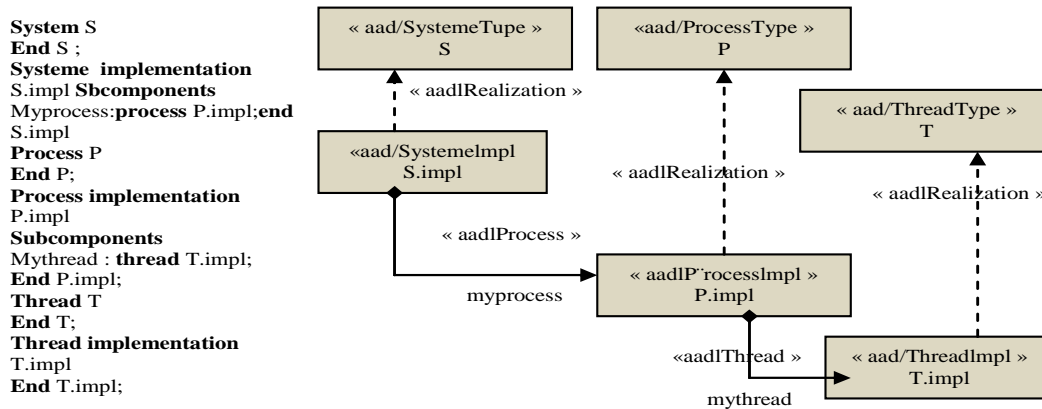 System S
End S ;
Systeme implementation
S.impl Sbcomponents
Myprocess:process P.impl;end
S.impl
Process P
End P;
Process implementation
P.impl
Subcomponents
Mythread : thread T.impl;
End P.impl;
Thread T
End T;
Thread implementation
T.impl
End T.impl;
« aad/SystemeTupe »
S
«aad/ProcessType »
P
« aadlRealization »
« aad/ThreadType »
T
«aad/SystemeImpl
S.impl
« aadlRealization »
« aadlRealization »
« aadlProcess »
myprocess
« aadlP¨rocessImpl »
P.impl
«aadlThread »
mythread
« aad/ThreadImpl »
T.impl